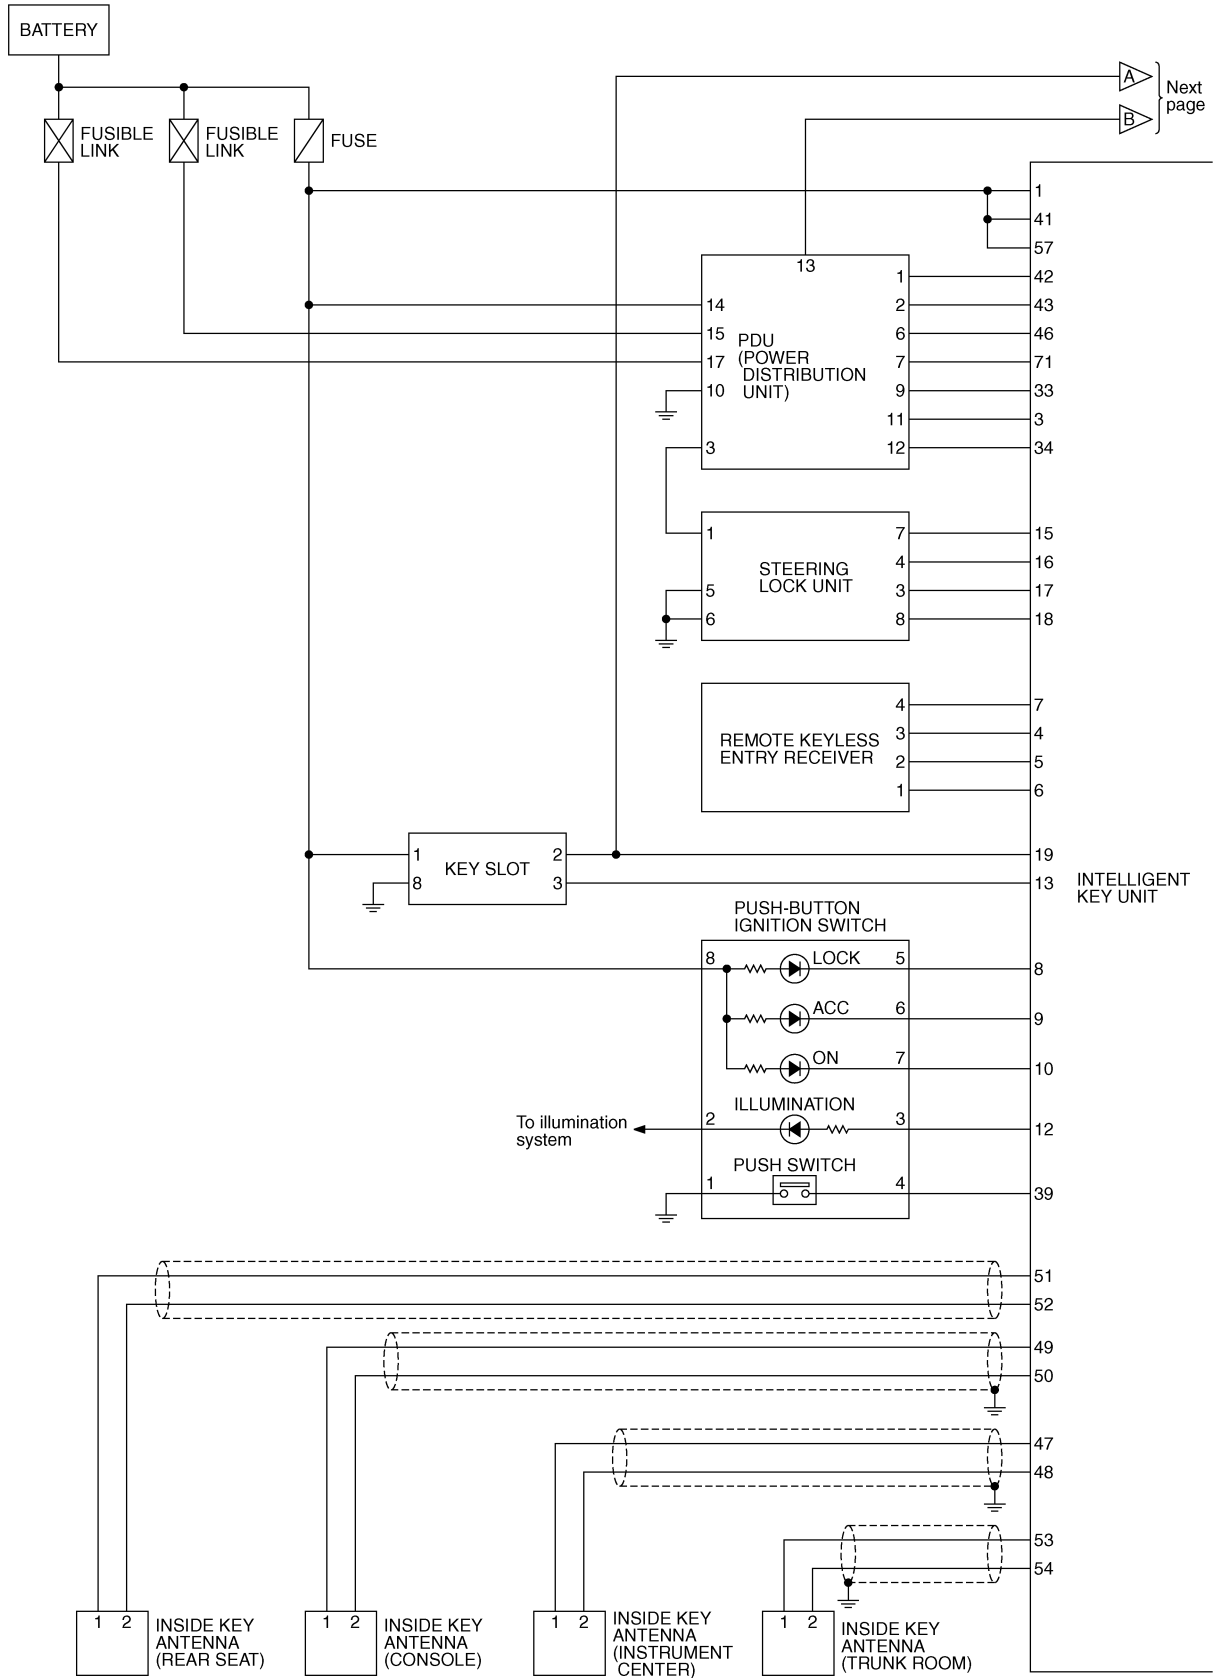 BATTERY
FUSIBLE
LINK
FUSIBLE
LINK
FUSE
A
B
Next
page
1
41
57
13
1
42
14
2
43
15
6
46
PDU
(POWER
DISTRIBUTION
UNIT)
17
7
71
10
9
33
11
3
3
12
34
1
7
15
STEERING
LOCK UNIT
4
16
5
3
17
6
8
18
REMOTE KEYLESS
ENTRY RECEIVER
4
7
3
4
2
5
1
6
1
KEY SLOT
2
19
8
3
13
INTELLIGENT
KEY UNIT
PUSH-BUTTON
IGNITION SWITCH
8
LOCK
5
8
ACC
6
9
ON
7
10
ILLUMINATION
To illumination
system
2
3
12
PUSH SWITCH
1
4
39
51
52
49
50
47
48
53
54
1 2
INSIDE KEY
ANTENNA
(REAR SEAT)
1 2
INSIDE KEY
ANTENNA
(CONSOLE)
1 2
INSIDE KEY
ANTENNA
(INSTRUMENT
CENTER)
1 2
INSIDE KEY
ANTENNA
(TRUNK ROOM)